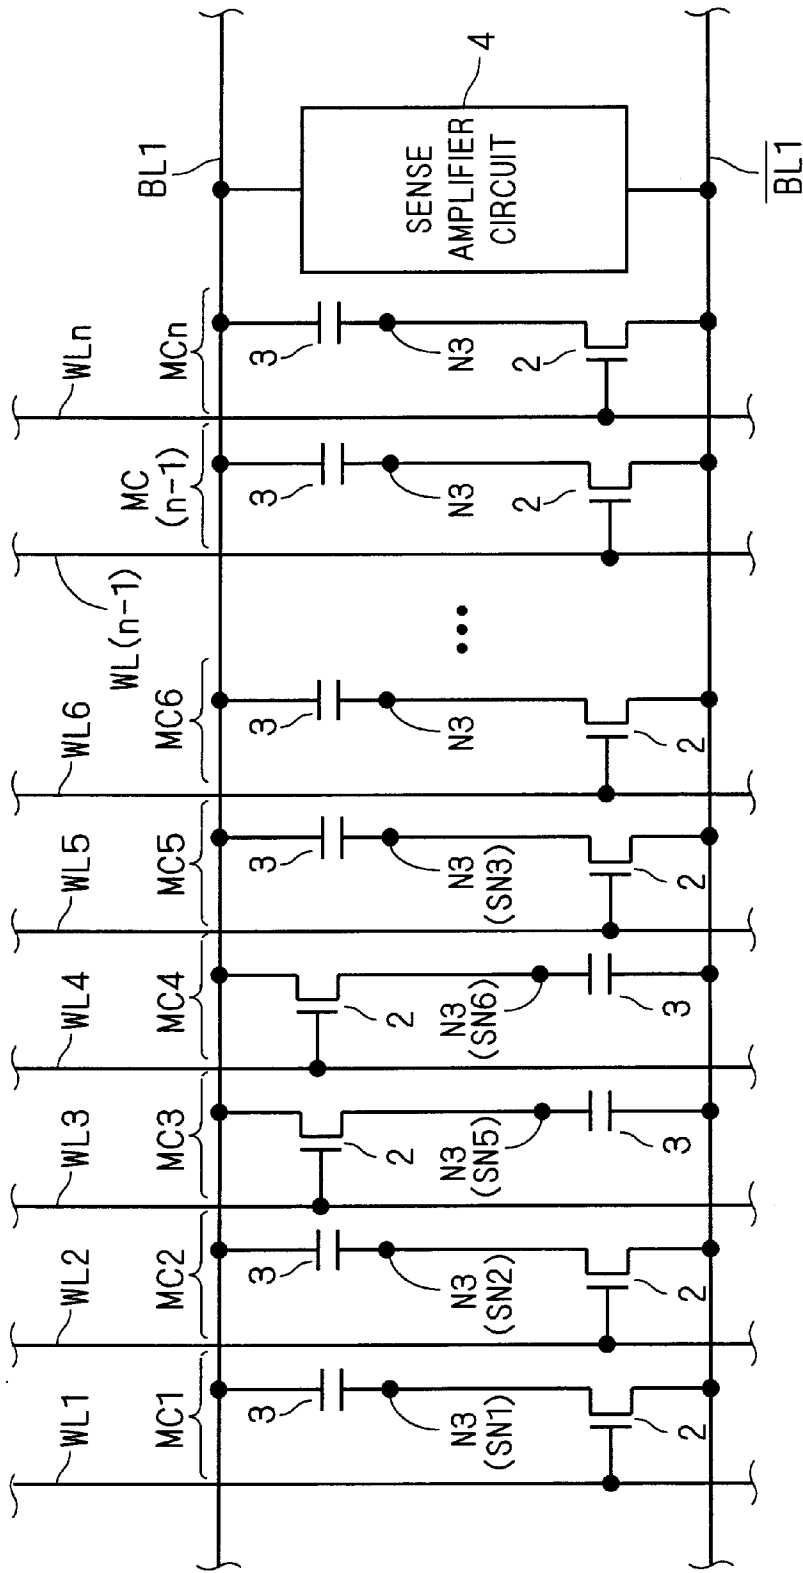 WL1
WL2
WL3
WL4
WL5
WL6
WL(n-1)
WLn
MC1
MC2
MC3
MC4
MC5
MC6
MC
(n-1)
MCn
BL1
3
3
2
2
3
3
3
3
N3
(SN1)
N3
(SN2)
N3
(SN5)
N3
(SN6)
N3
(SN3)
N3
N3
N3
2
2
3
3
2
2
2
2
SENSE
AMPLIFIER
CIRCUIT
4
BL1